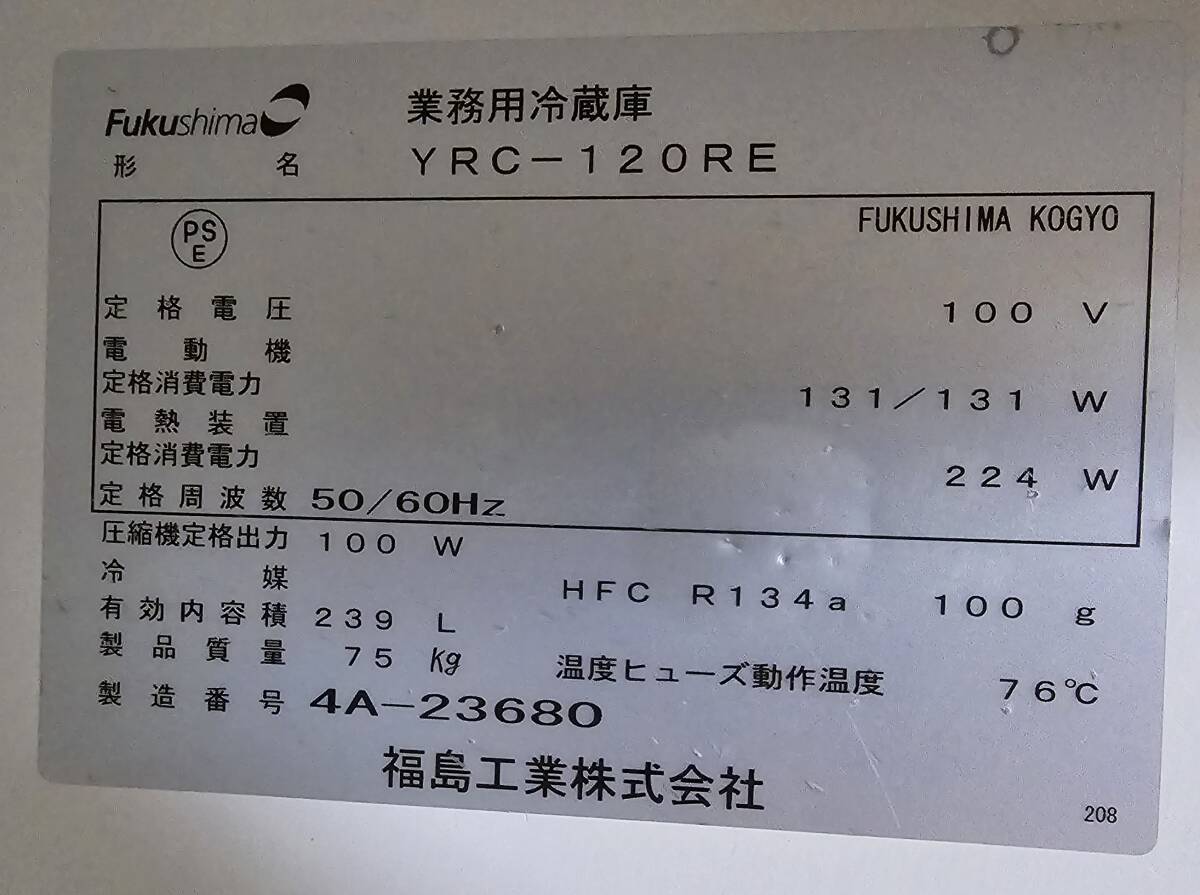 Fukushima 業務用冷蔵庫
形名 YRC-120RE
PSE FUKUSHIMA KOGYO
定格電圧 100 V
電動機
定格消費電力 131/131 W
電熱装置
定格消費電力 224 W
定格周波数 50/60Hz
圧縮機定格出力 100 W
冷媒 HFC R134a 100 g
有効内容積 239 L
製品質量 75 kg 温度ヒューズ動作温度 76℃
製造番号 4A-23680
福島工業株式会社
208